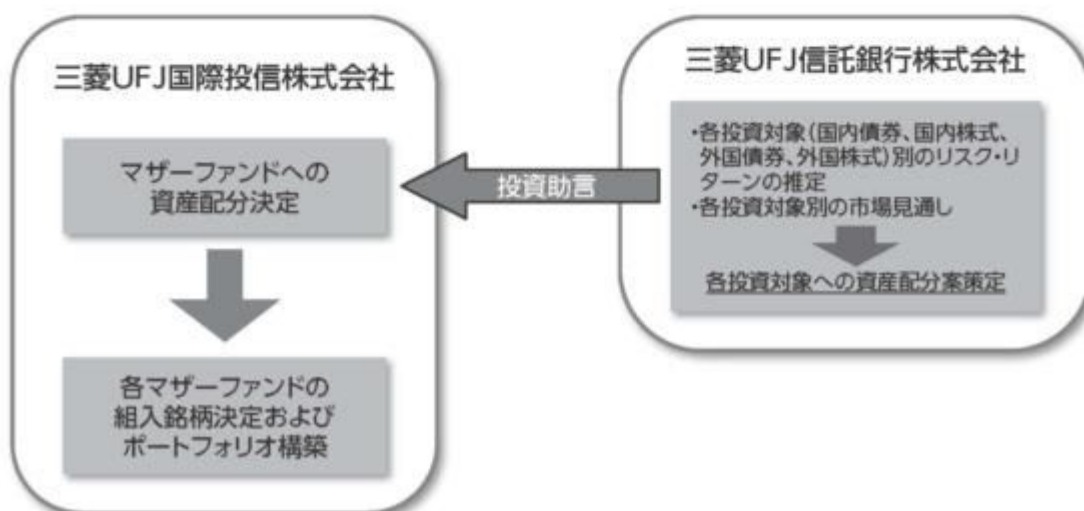 三菱UFJ国際投信株式会社
マザーファンドへの
資産配分決定
各マザーファンドの
組入銘柄決定および
ポートフォリオ構築
投資助言
三菱UFJ信託銀行株式会社
・各投資対象(国内債券、国内株式、
外国債券、外国株式)別のリスク・リ
ターンの推定
・各投資対象別の市場見通し
各投資対象への資産配分案策定